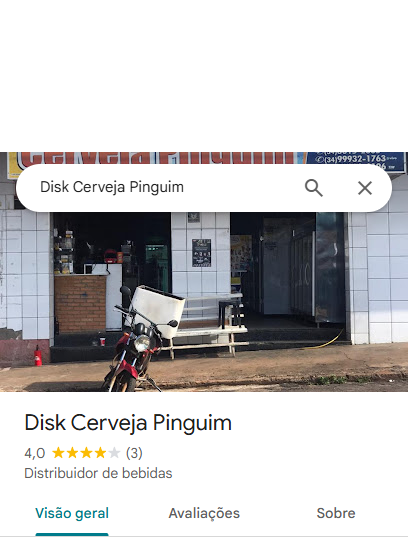 Cerveja Pinguim
(34) 99932-1763
Disk Cerveja Pinguim
Disk Cerveja Pinguim
4,0 (3)
Distribuidor de bebidas
Visão geral Avaliações Sobre